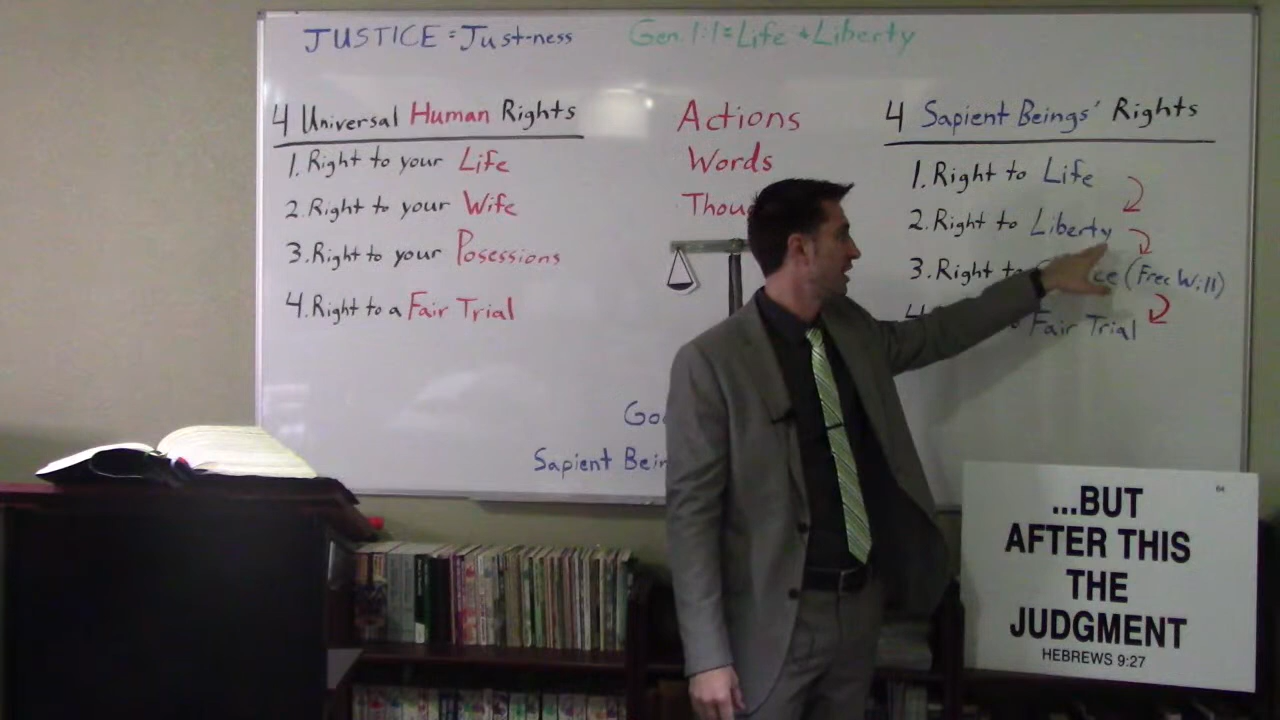 JUSTICE = Just-ness
Gen. 1:1 = Life & Liberty
4 Universal Human Rights
1. Right to your Life
2. Right to your Wife
3. Right to your Posessions
4. Right to a Fair Trial
Actions
Words
4 Sapient Beings' Rights
1. Right to Life
2. Right to Liberty
3. Right to (Free Will)
Fair Trial
Sapient
...BUT
AFTER THIS
THE
JUDGMENT
HEBREWS 9:27
64